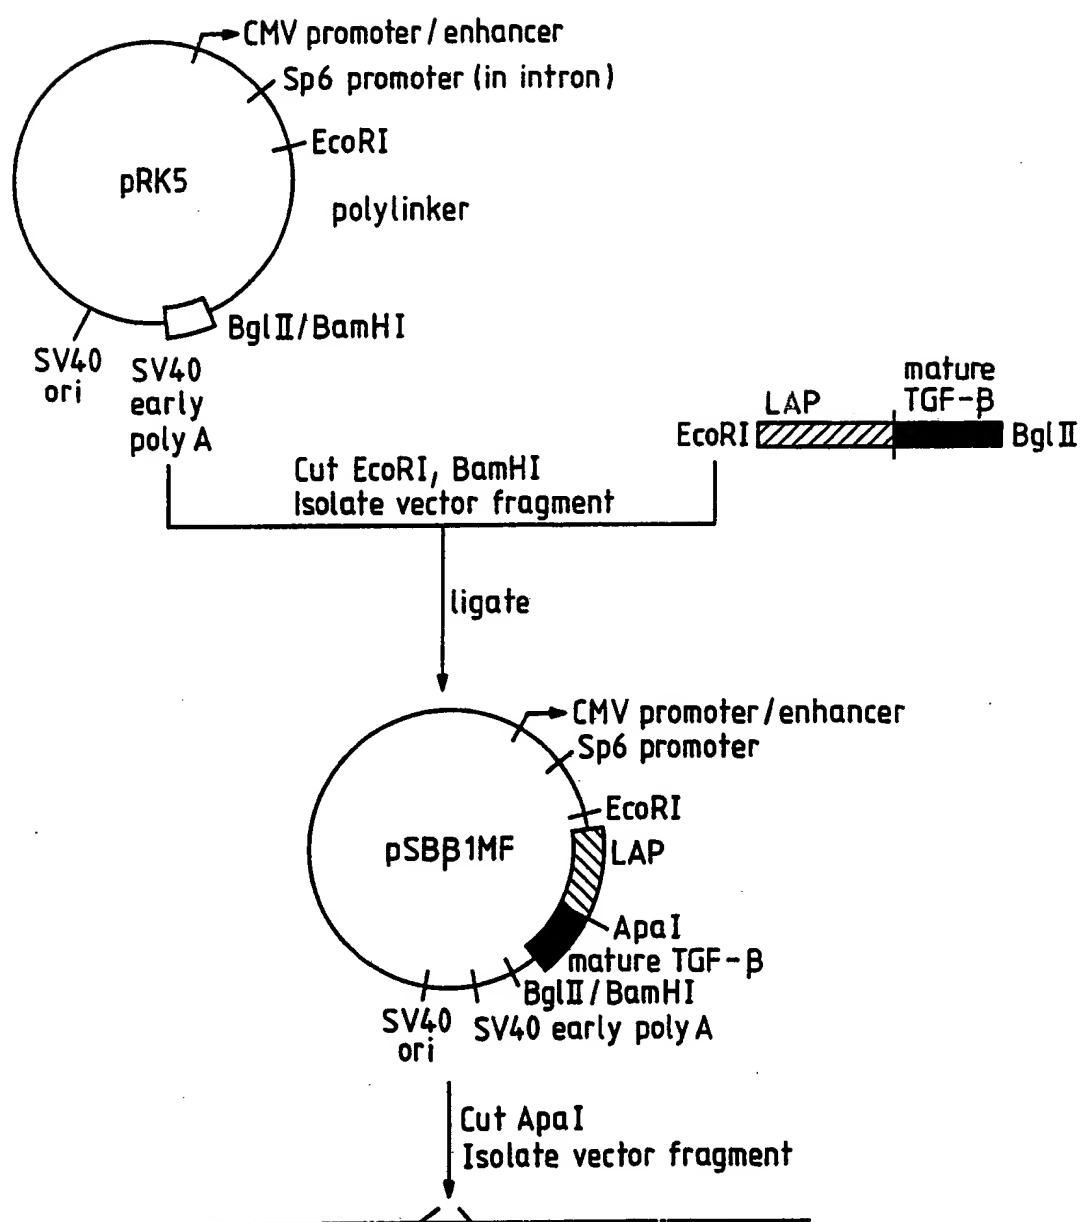 CMV promoter/enhancer
Sp6 promoter (in intron)
EcoRI
pRK5
polylinker
BglII/BamHI
SV40
ori
SV40
early
poly A
mature
TGF-β
LAP
EcoRI
BglII
Cut EcoRI, BamHI
Isolate vector fragment
ligate
CMV promoter/enhancer
Sp6 promoter
EcoRI
pSBβ1MF
LAP
ApaI
mature TGF-β
BglII/BamHI
SV40
ori
SV40 early poly A
Cut ApaI
Isolate vector fragment